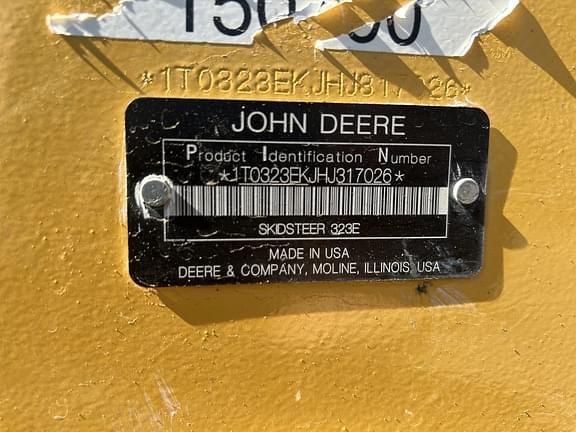 *1T0323EKJHJ317026*
JOHN DEERE
Product Identification Number
*1T0323EKJHJ317026*
SKIDSTEER 323E
MADE IN USA
DEERE & COMPANY, MOLINE, ILLINOIS, USA